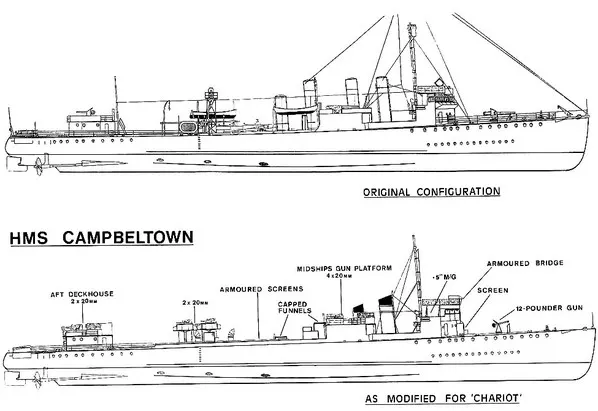 ORIGINAL CONFIGURATION
HMS CAMPBELTOWN
AFT DECKHOUSE
2 x 20mm
2 x 20mm
ARMOURED SCREENS
CAPPED
FUNNELS
MIDSHIPS GUN PLATFORM
4 x 20mm
·5" M/G
ARMOURED BRIDGE
SCREEN
12-POUNDER GUN
AS MODIFIED FOR 'CHARIOT'